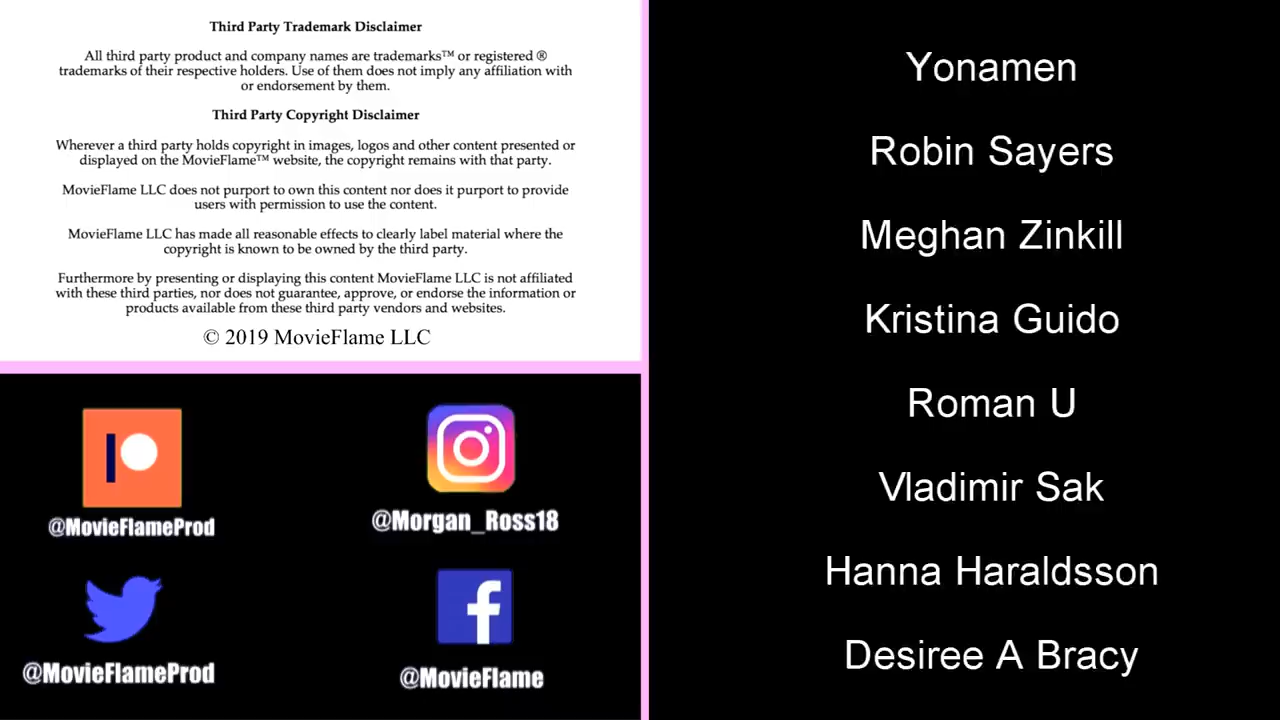 Third Party Trademark Disclaimer
All third party product and company names are trademarks™ or registered ®
trademarks of their respective holders. Use of them does not imply any affiliation with
or endorsement by them.
Third Party Copyright Disclaimer
Wherever a third party holds copyright in images, logos and other content presented or
displayed on the MovieFlame™ website, the copyright remains with that party.
MovieFlame LLC does not purport to own this content nor does it purport to provide
users with permission to use the content.
MovieFlame LLC has made all reasonable effects to clearly label material where the
copyright is known to be owned by the third party.
Furthermore by presenting or displaying this content MovieFlame LLC is not affiliated
with these third parties, nor does not guarantee, approve, or endorse the information or
products available from these third party vendors and websites.
© 2019 MovieFlame LLC
@MovieFlameProd
@Morgan_Ross18
@MovieFlameProd
@MovieFlame
Yonamen
Robin Sayers
Meghan Zinkill
Kristina Guido
Roman U
Vladimir Sak
Hanna Haraldsson
Desiree A Bracy